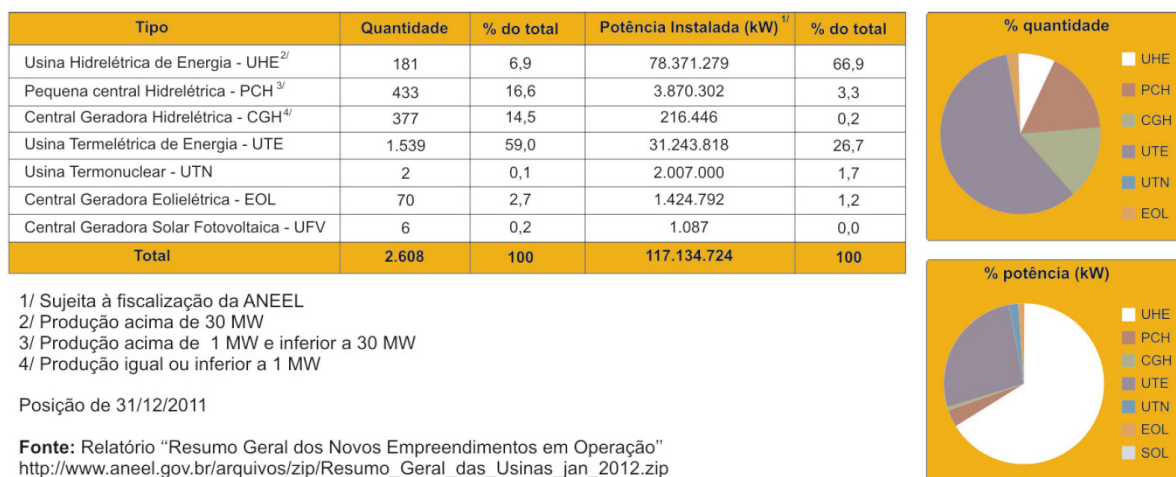 Tipo Quantidade % do total Potência Instalada (kW) 1/ % do total
Usina Hidrelétrica de Energia - UHE 2/ 181 6,9 78.371.279 66,9
Pequena central Hidrelétrica - PCH 3/ 433 16,6 3.870.302 3,3
Central Geradora Hidrelétrica - CGH 4/ 377 14,5 216.446 0,2
Usina Termelétrica de Energia - UTE 1.539 59,0 31.243.818 26,7
Usina Termonuclear - UTN 2 0,1 2.007.000 1,7
Central Geradora Eolielétrica - EOL 70 2,7 1.424.792 1,2
Central Geradora Solar Fotovoltaica - UFV 6 0,2 1.087 0,0
Total 2.608 100 117.134.724 100
1/ Sujeita à fiscalização da ANEEL
2/ Produção acima de 30 MW
3/ Produção acima de 1 MW e inferior a 30 MW
4/ Produção igual ou inferior a 1 MW
Posição de 31/12/2011
Fonte: Relatório “Resumo Geral dos Novos Empreendimentos em Operação”
http://www.aneel.gov.br/arquivos/zip/Resumo_Geral_das_Usinas_jan_2012.zip
% quantidade
UHE
PCH
CGH
UTE
UTN
EOL
% potência (kW)
UHE
PCH
CGH
UTE
UTN
EOL
SOL